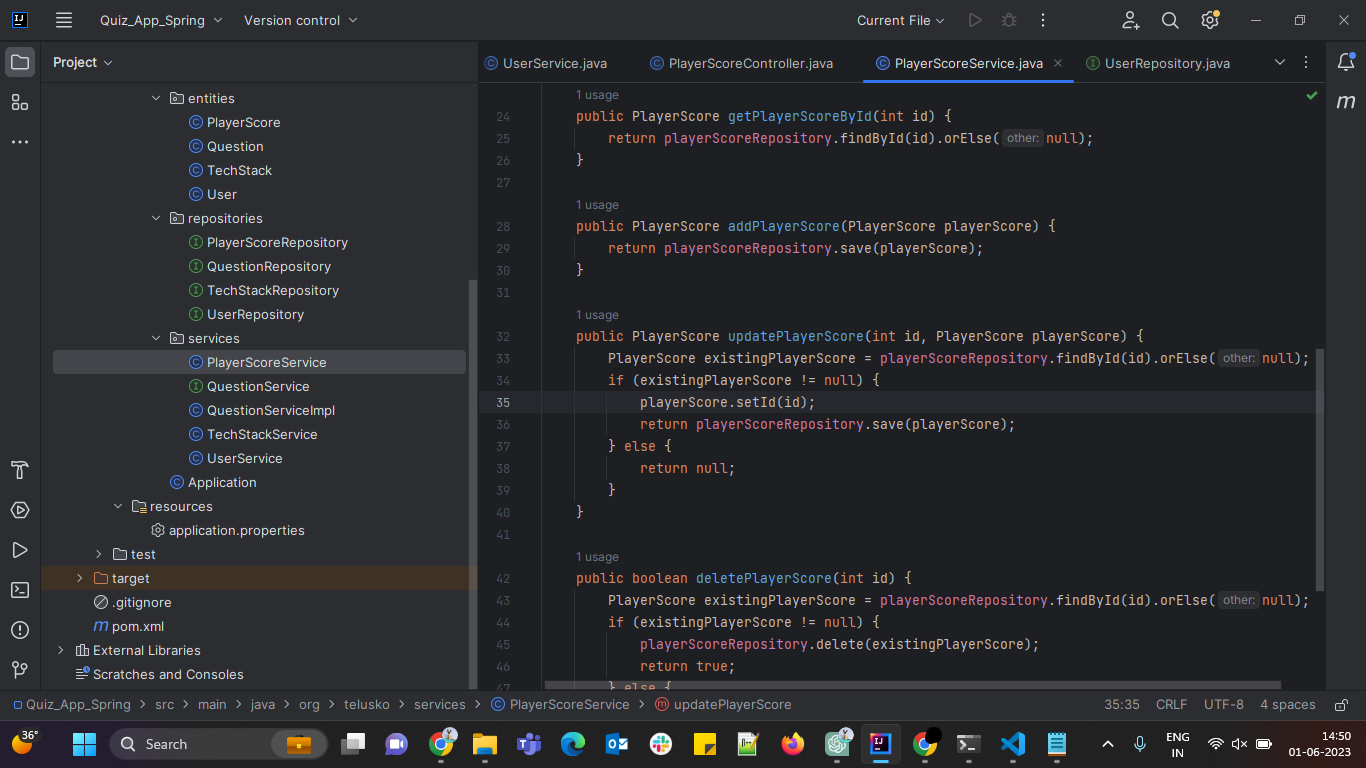 Quiz_App_Spring
Version control
Current File
Project
UserService.java
PlayerScoreController.java
PlayerScoreService.java
UserRepository.java
entities
PlayerScore
Question
TechStack
User
repositories
PlayerScoreRepository
QuestionRepository
TechStackRepository
UserRepository
services
PlayerScoreService
QuestionService
QuestionServiceImpl
TechStackService
UserService
Application
resources
application.properties
test
target
.gitignore
pom.xml
External Libraries
Scratches and Consoles
1 usage
24 public PlayerScore getPlayerScoreById(int id) {
25 return playerScoreRepository.findById(id).orElse( other: null);
26 }
27
1 usage
28 public PlayerScore addPlayerScore(PlayerScore playerScore) {
29 return playerScoreRepository.save(playerScore);
30 }
31
1 usage
32 public PlayerScore updatePlayerScore(int id, PlayerScore playerScore) {
33 PlayerScore existingPlayerScore = playerScoreRepository.findById(id).orElse( other: null);
34 if (existingPlayerScore != null) {
35 playerScore.setId(id);
36 return playerScoreRepository.save(playerScore);
37 } else {
38 return null;
39 }
40 }
41
1 usage
42 public boolean deletePlayerScore(int id) {
43 PlayerScore existingPlayerScore = playerScoreRepository.findById(id).orElse( other: null);
44 if (existingPlayerScore != null) {
45 playerScoreRepository.delete(existingPlayerScore);
46 return true;
47 } else {
Quiz_App_Spring > src > main > java > org > telusko > services > PlayerScoreService > updatePlayerScore
35:35 CRLF UTF-8 4 spaces
36°
Search
ENG
IN
14:50
01-06-2023